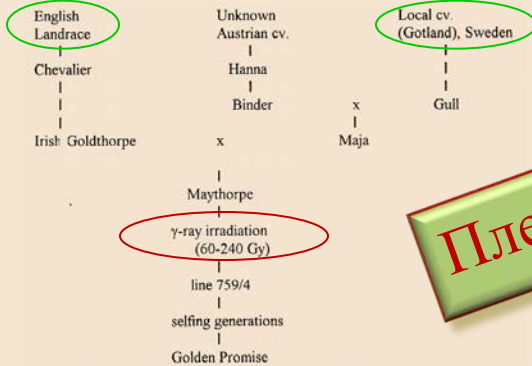 English
Landrace
Unknown
Austrian cv.
Local cv.
(Gotland), Sweden
Chevalier
Hanna
Binder
x
Gull
Irish Goldthorpe
x
Maja
Maythorpe
γ-ray irradiation
(60-240 Gy)
line 759/4
selfing generations
Golden Promise